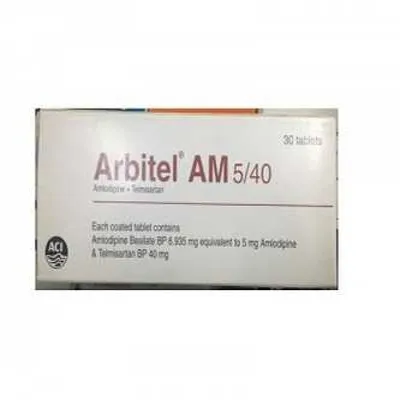 30 tablets
Arbitel® AM 5/40
Amlodipine + Telmisartan
Each coated tablet contains
Amlodipine Besilate BP 6.935 mg equivalent to 5 mg Amlodipine
& Telmisartan BP 40 mg
ACI